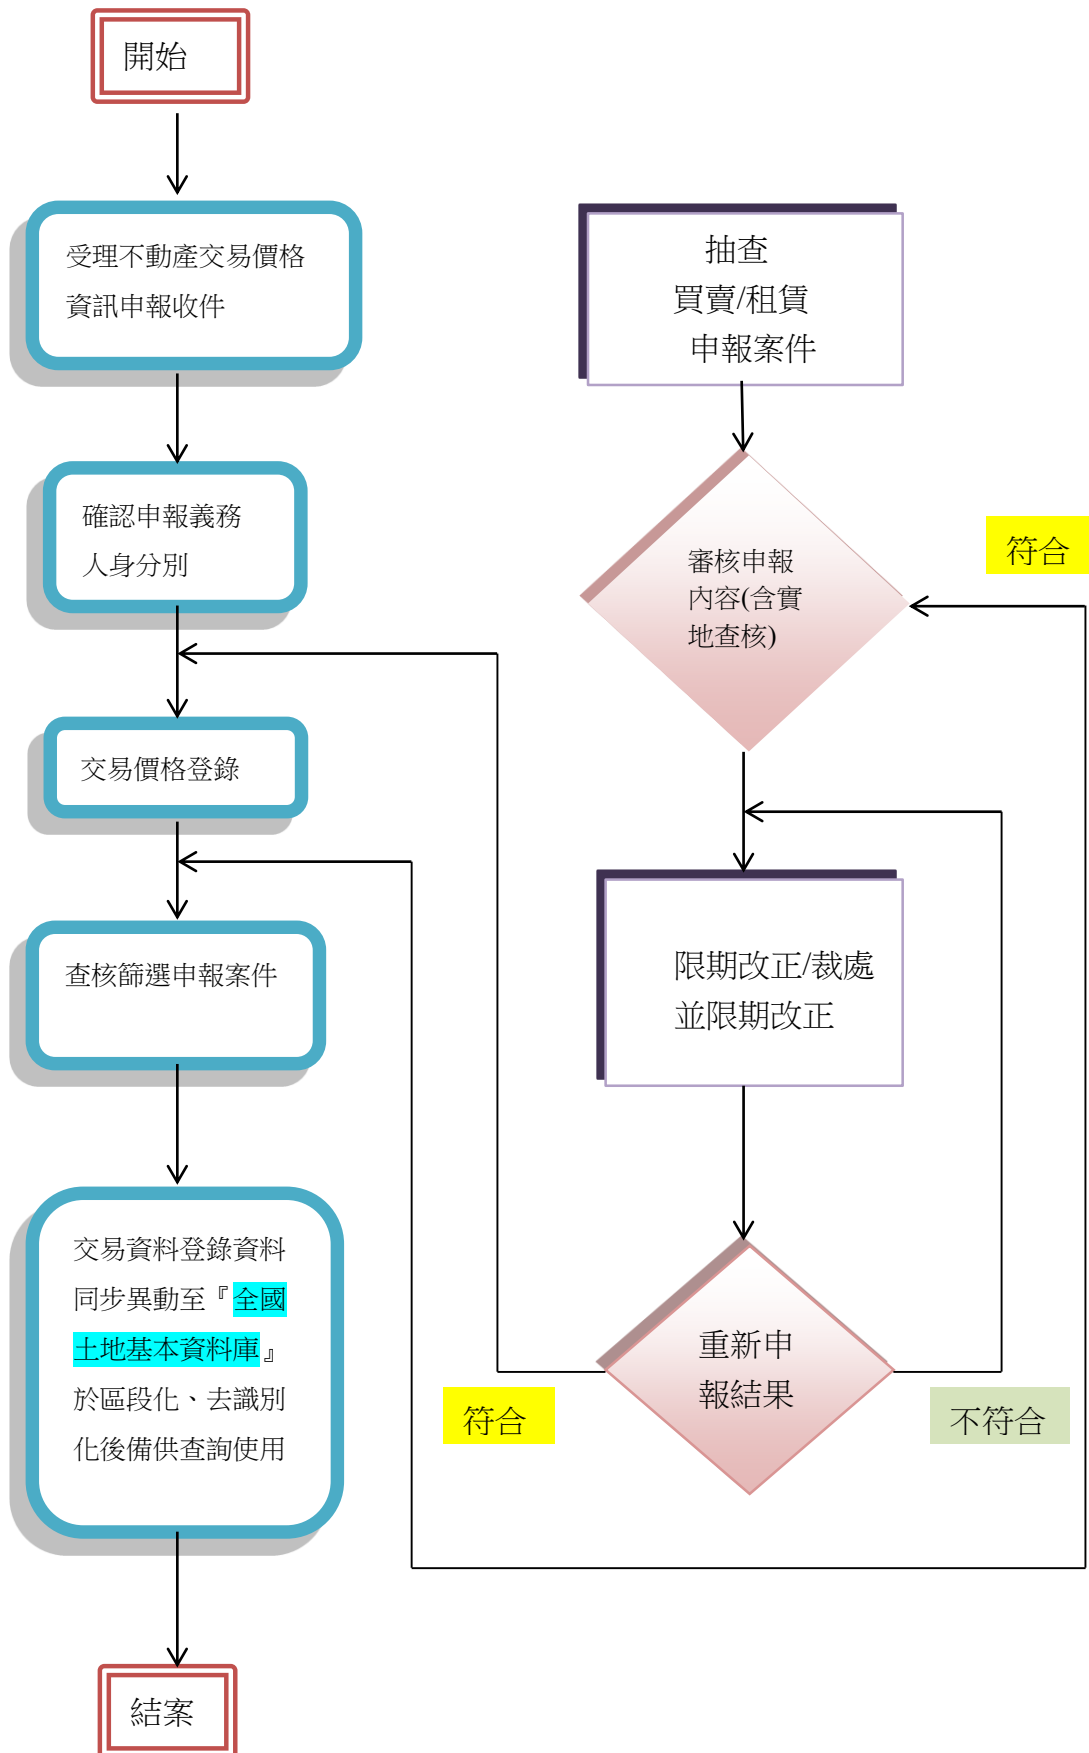 開始
受理不動產交易價格
資訊申報收件
確認申報義務
人身分別
交易價格登錄
查核篩選申報案件
交易資料登錄資料
同步異動至『全國
土地基本資料庫』
於區段化、去識別
化後備供查詢使用
結案
抽查
買賣/租賃
申報案件
審核申報
內容(含實
地查核)
符合
限期改正/裁處
並限期改正
重新申
報結果
符合
不符合